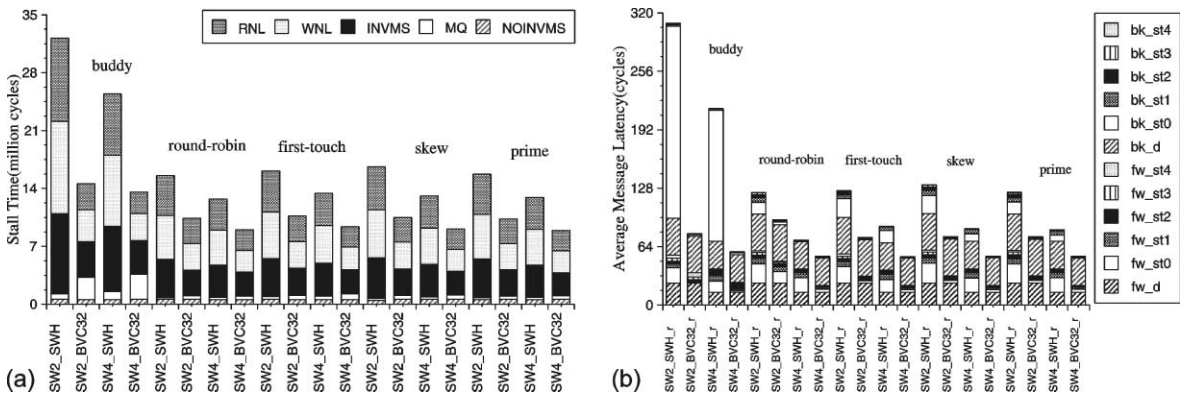 35
28
21
14
7
0
Stall Time(million cycles)
RNL WNL INVMS MQ NOINVMS
buddy
round-robin
first-touch
skew
prime
SW2_SWH
SW2_BVC32
SW4_SWH
SW4_BVC32
SW2_SWH
SW2_BVC32
SW4_SWH
SW4_BVC32
SW2_SWH
SW2_BVC32
SW4_SWH
SW4_BVC32
SW2_SWH
SW2_BVC32
SW4_SWH
SW4_BVC32
SW2_SWH
SW2_BVC32
SW4_SWH
SW4_BVC32
(a)
320
256
192
128
64
0
Average Message Latency(cycles)
buddy
round-robin
first-touch
skew
prime
SW2_SWH_r
SW2_BVC32_r
SW4_SWH_r
SW4_BVC32_r
SW2_SWH_r
SW2_BVC32_r
SW4_SWH_r
SW4_BVC32_r
SW2_SWH_r
SW2_BVC32_r
SW4_SWH_r
SW4_BVC32_r
SW2_SWH_r
SW2_BVC32_r
SW4_SWH_r
SW4_BVC32_r
SW2_SWH_r
SW2_BVC32_r
SW4_SWH_r
SW4_BVC32_r
(b)
bk_st4
bk_st3
bk_st2
bk_st1
bk_st0
bk_d
fw_st4
fw_st3
fw_st2
fw_st1
fw_st0
fw_d